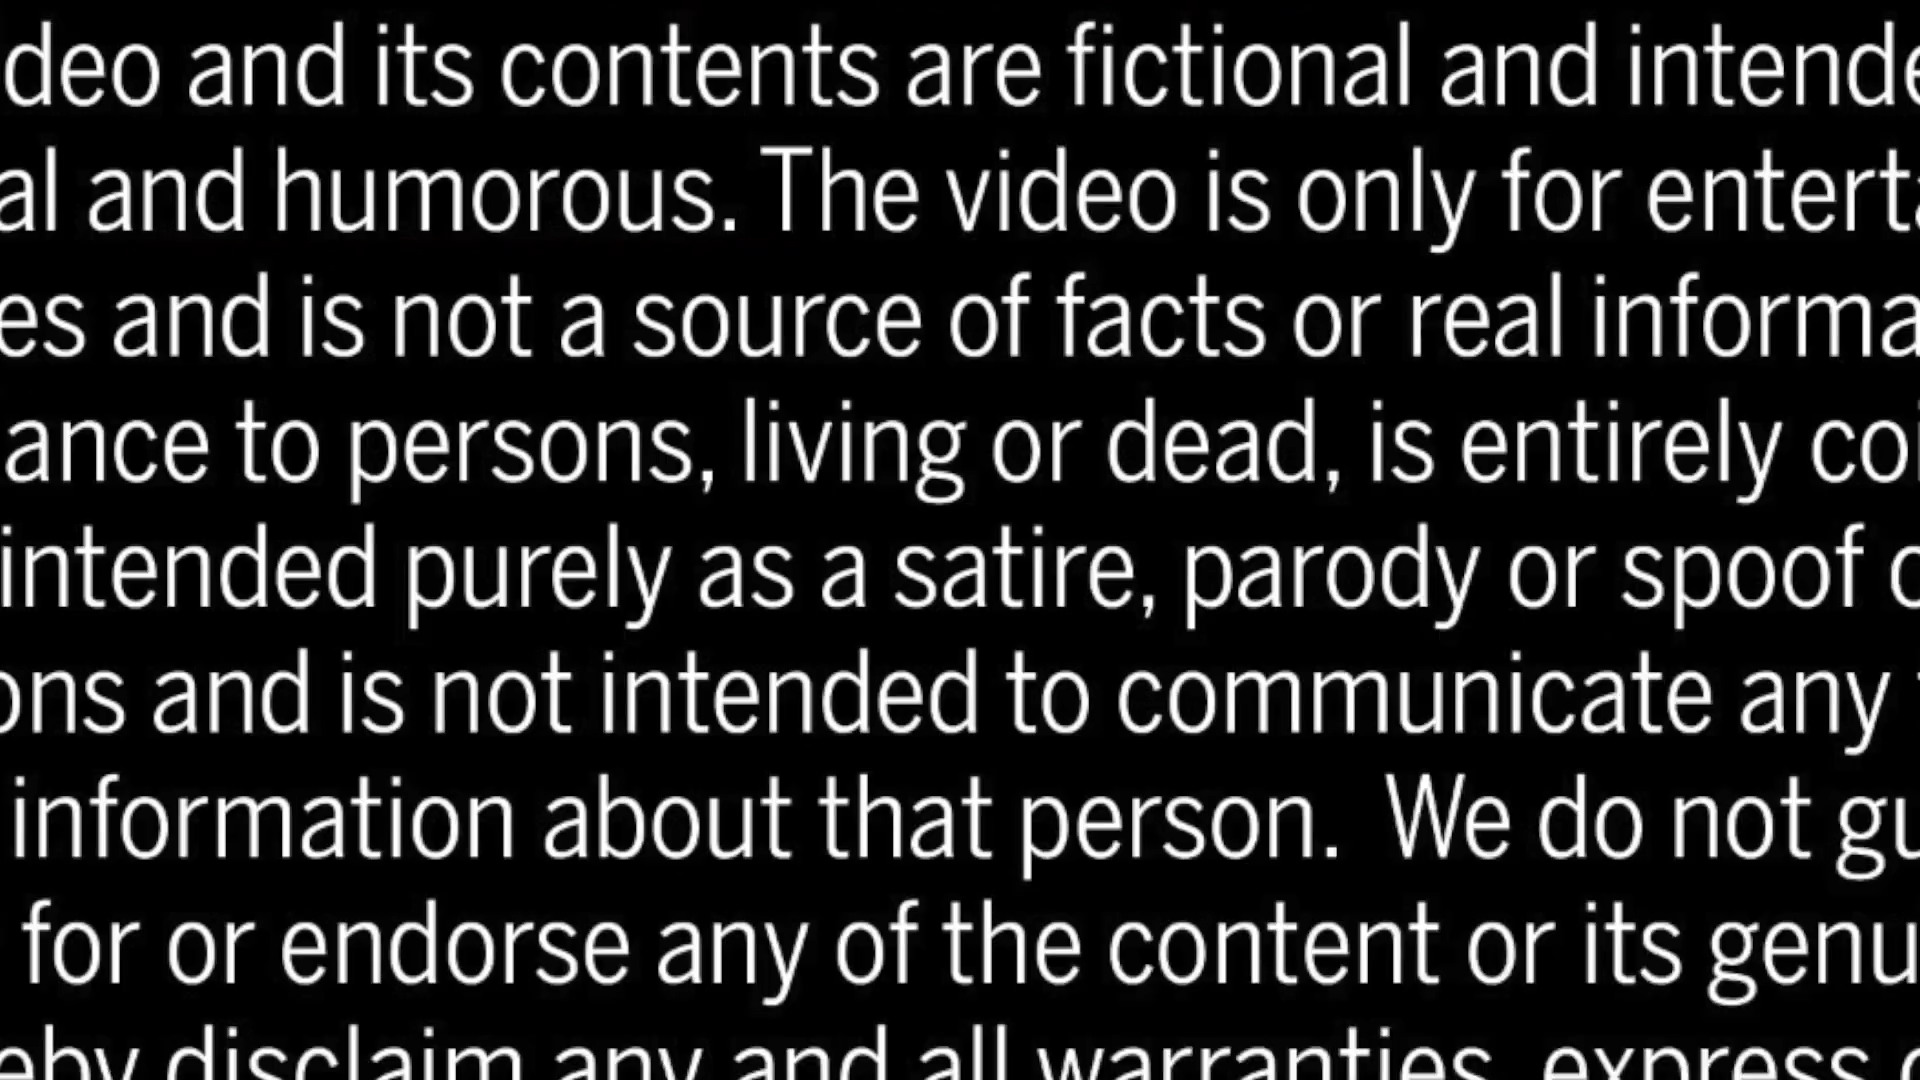 deo and its contents are fictional and intende
al and humorous. The video is only for enterta
es and is not a source of facts or real informa
ance to persons, living or dead, is entirely coi
intended purely as a satire, parody or spoof o
ons and is not intended to communicate any
information about that person. We do not gu
for or endorse any of the content or its genu
eby disclaim any and all warranties, express o